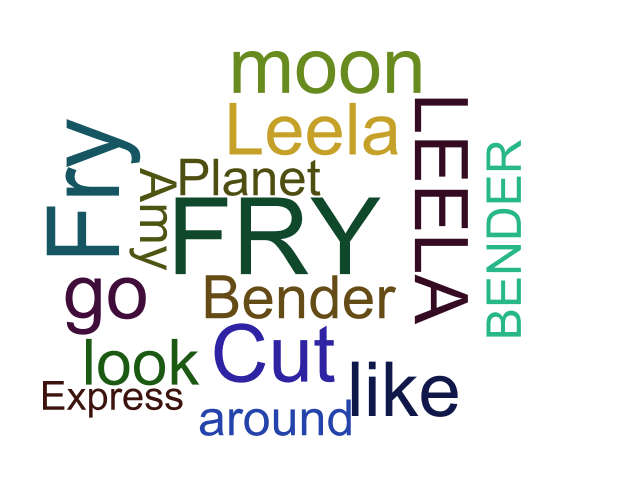 moon
Leela
LEELA
Fry
BENDER
Planet
Amy
FRY
go
Bender
Cut
look
like
Express
around